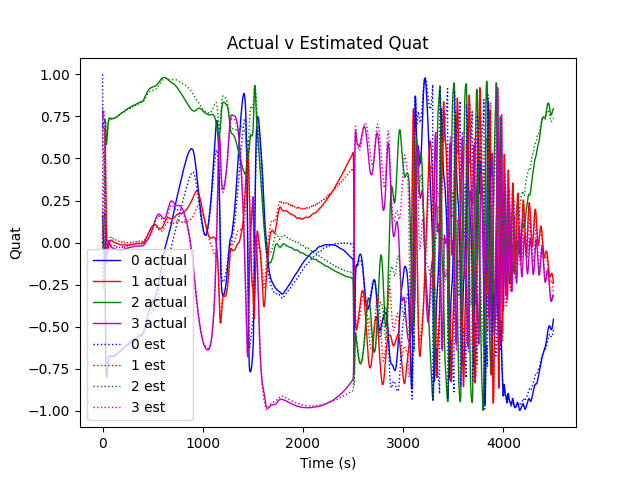 Actual v Estimated Quat
1.00
0.75
0.50
0.25
0.00
−0.25
−0.50
−0.75
−1.00
Quat
0 actual
1 actual
2 actual
3 actual
0 est
1 est
2 est
3 est
0
1000
2000
3000
4000
Time (s)